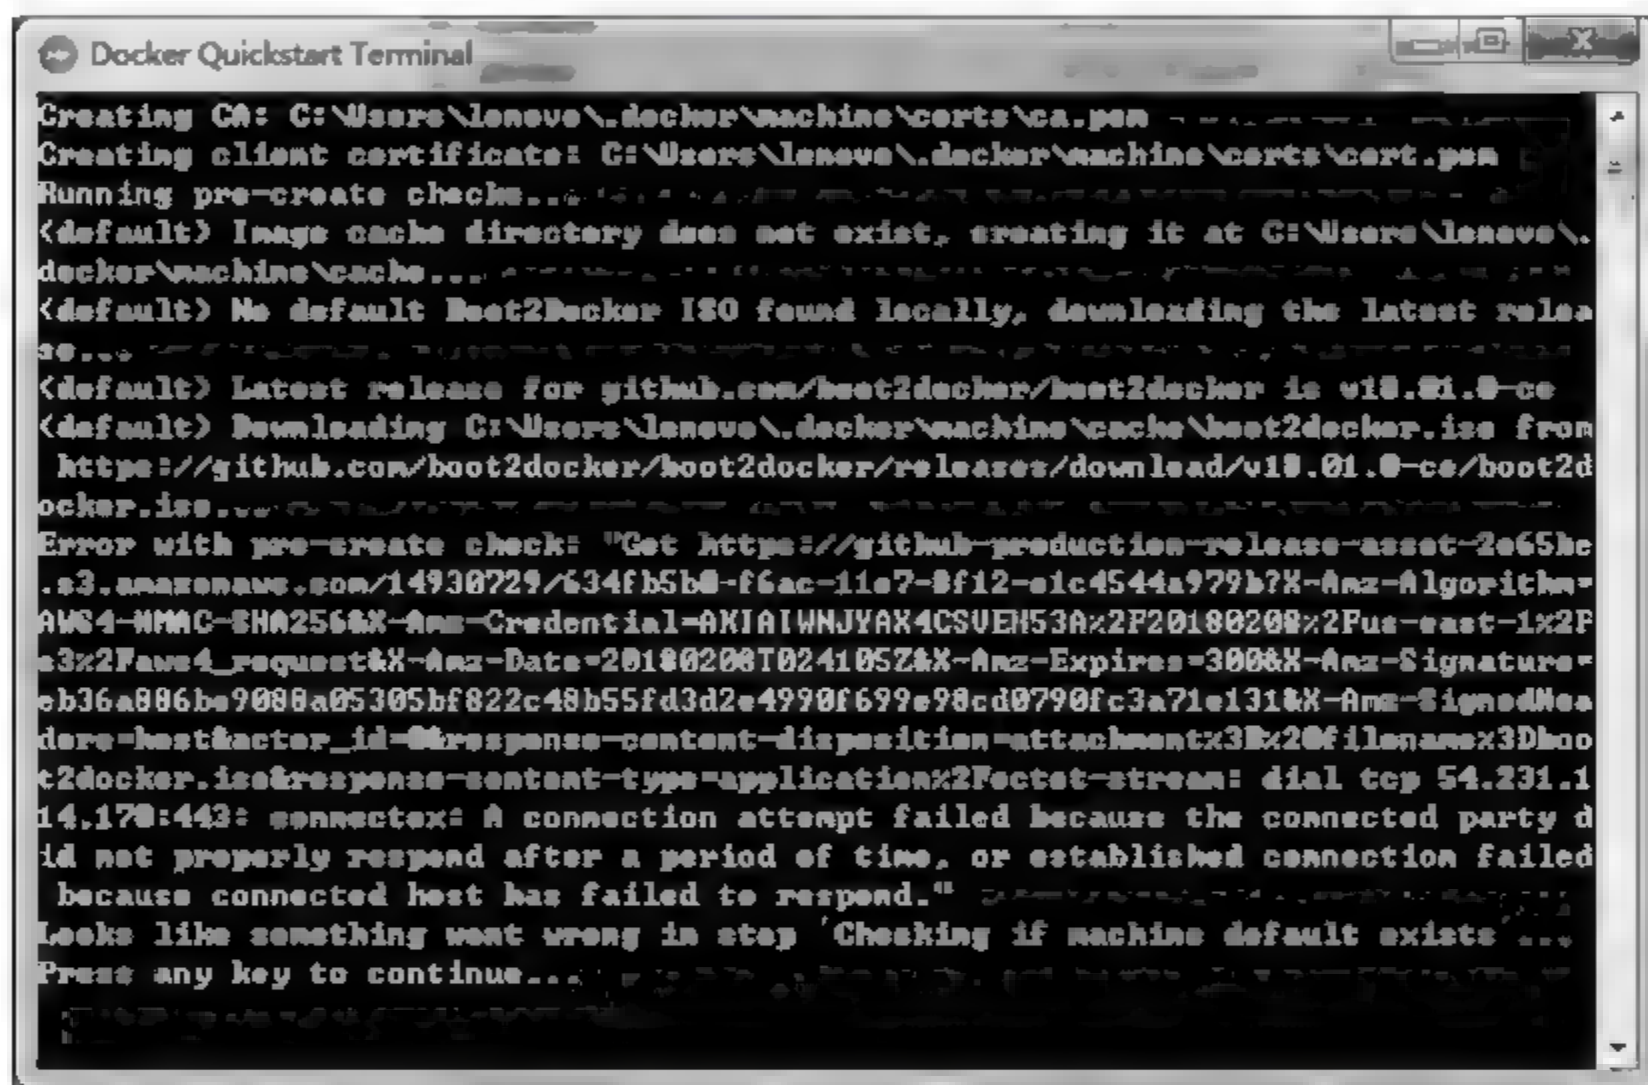 Docker Quickstart Terminal
Creating CA: C:\Users\lenovo\.docker\machine\certs\ca.pem
Creating client certificate: C:\Users\lenovo\.docker\machine\certs\cert.pem
Running pre-create checks...
(default) Image cache directory does not exist, creating it at C:\Users\lenovo\.
docker\machine\cache...
(default) No default Boot2Docker ISO found locally, downloading the latest relea
se...
(default) Latest release for github.com/boot2docker/boot2docker is v18.01.0-ce
(default) Downloading C:\Users\lenovo\.docker\machine\cache\boot2docker.iso from
https://github.com/boot2docker/boot2docker/releases/download/v18.01.0-ce/boot2d
ocker.iso...
Error with pre-create check: "Get https://github-production-release-asset-2e65be
.s3.amazonaws.com/14930729/634fb5b0-f6ac-11e7-8f12-e1c4544a979b?X-Amz-Algorithm=
AWS4-HMAC-SHA256&X-Amz-Credential=AKIAIWNJYAX4CSVEH53A%2F20180208%2Fus-east-1%2F
s3%2Faws4_request&X-Amz-Date=20180208T024105Z&X-Amz-Expires=300&X-Amz-Signature=
eb36a886be9088a05305bf822c48b55fd3d2e4990f699e98cd0790fc3a71e131&X-Amz-SignedHea
ders=host&actor_id=0&response-content-disposition=attachment%3B%20filename%3Dboo
t2docker.iso&response-content-type=application%2Foctet-stream: dial tcp 54.231.1
14.170:443: connectex: A connection attempt failed because the connected party d
id not properly respond after a period of time, or established connection failed
because connected host has failed to respond."
Looks like something went wrong in step ´Checking if machine default exists´...
Press any key to continue...